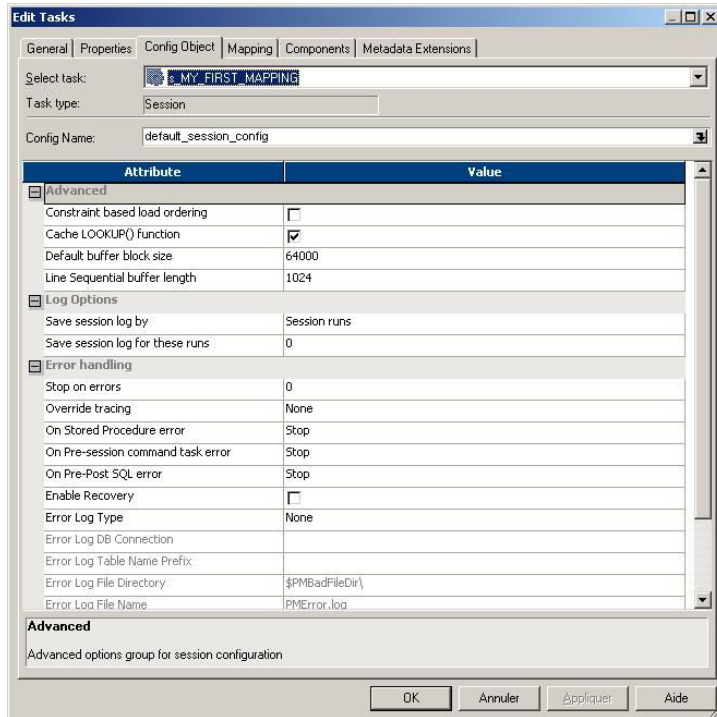 Edit Tasks
General Properties Config Object Mapping Components Metadata Extensions
Select task: s_MY_FIRST_MAPPING
Task type: Session
Config Name: default_session_config
Attribute Value
Advanced
Constraint based load ordering
Cache LOOKUP() function
Default buffer block size 64000
Line Sequential buffer length 1024
Log Options
Save session log by Session runs
Save session log for these runs 0
Error handling
Stop on errors 0
Override tracing None
On Stored Procedure error Stop
On Pre-session command task error Stop
On Pre-Post SQL error Stop
Enable Recovery
Error Log Type None
Error Log DB Connection
Error Log Table Name Prefix
Error Log File Directory $PMBadFileDir\
Error Log File Name PMError.log
Advanced
Advanced options group for session configuration
OK Annuler Appliquer Aide